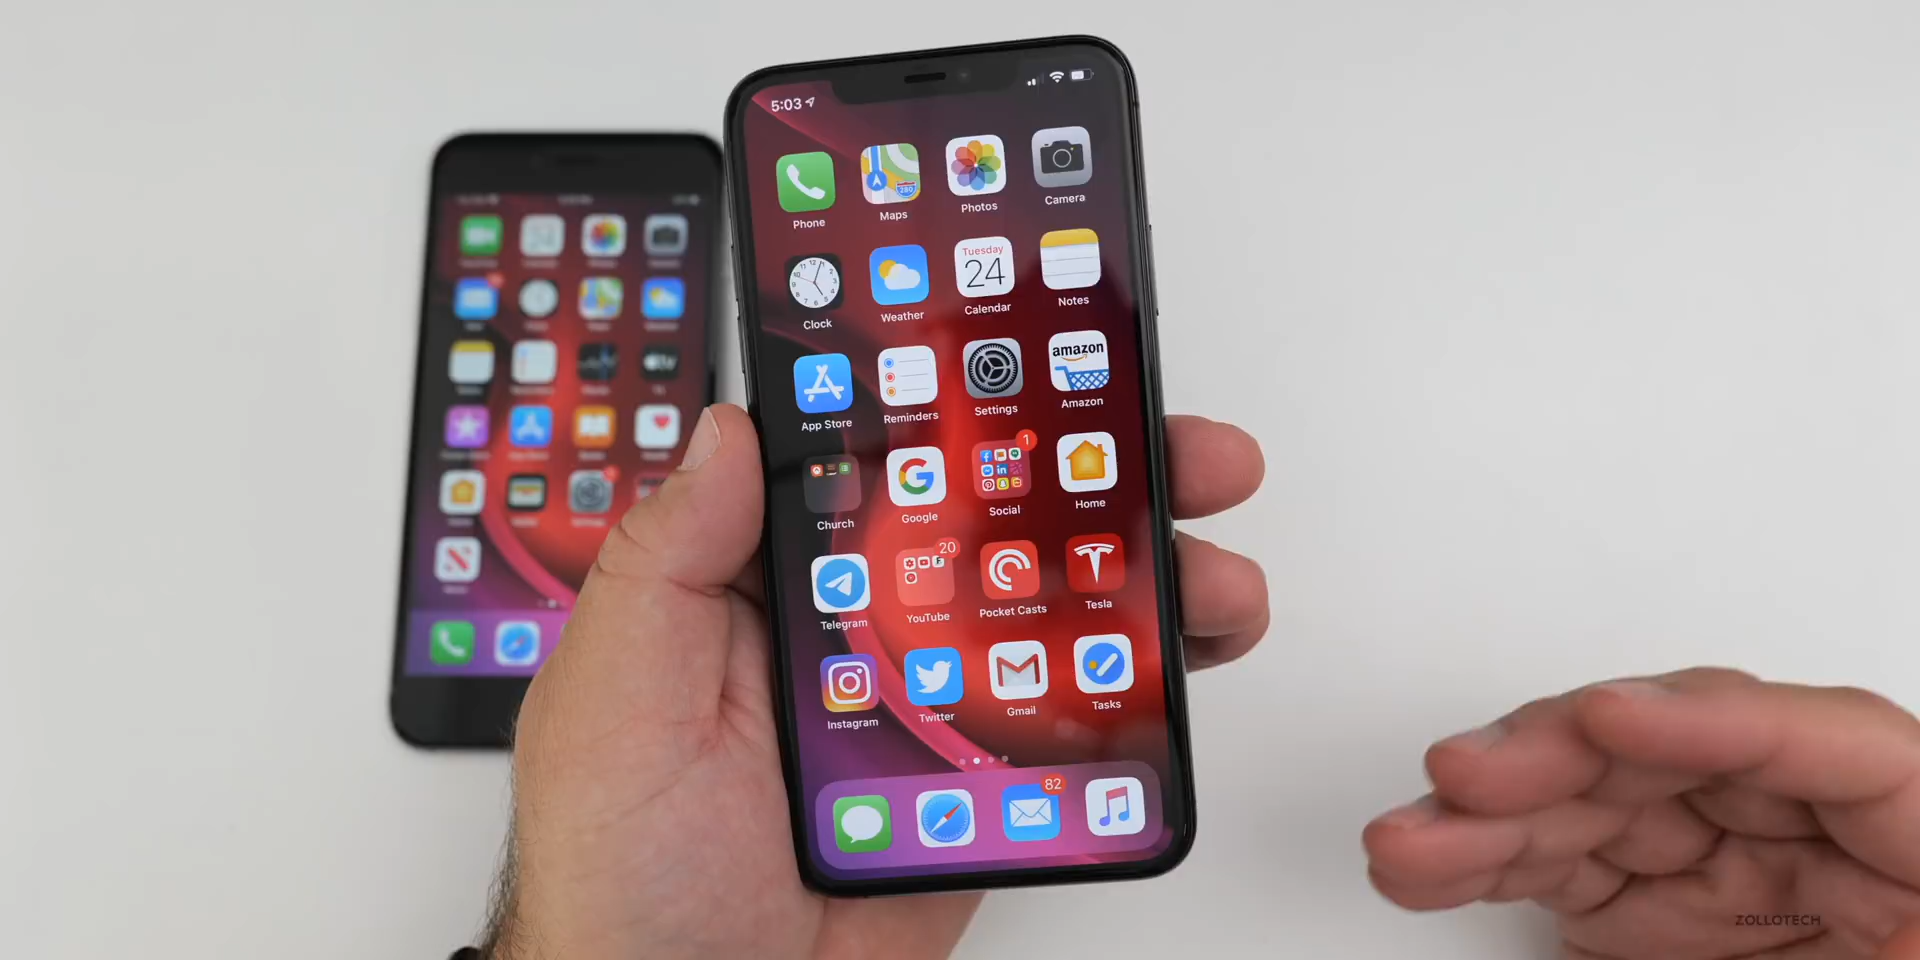 5:03
Phone
Maps
Photos
Camera
Clock
Weather
Tuesday
24
Calendar
Notes
App Store
Reminders
Settings
amazon
Amazon
Church
Google
1
Social
Home
Telegram
20
YouTube
Pocket Casts
Tesla
Instagram
Twitter
Gmail
Tasks
82
ZOLLOTECH